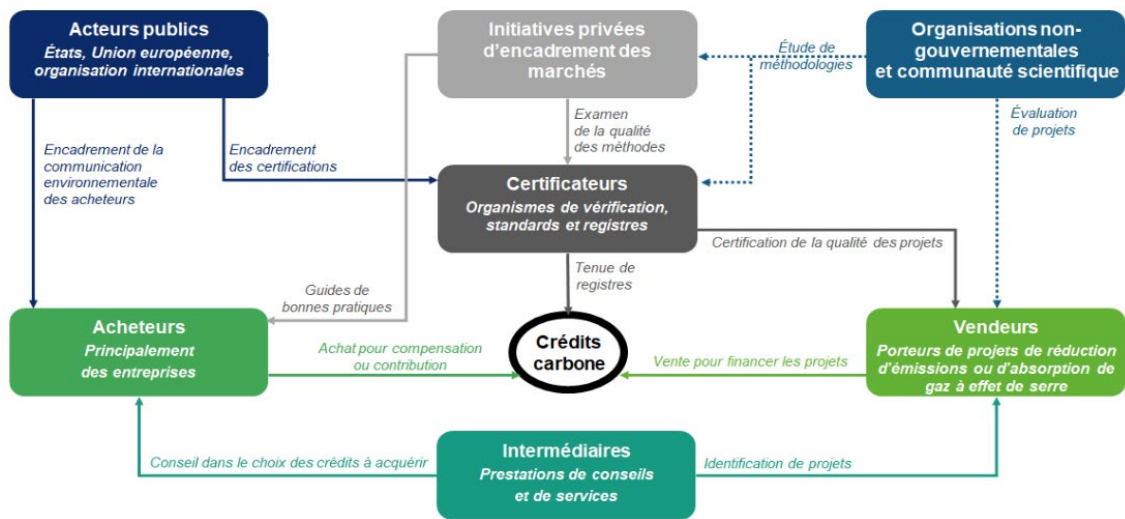 Acteurs publics
États, Union européenne,
organisation internationales
Initiatives privées
d'encadrement des
marchés
Organisations non-
gouvernementales
et communauté scientifique
Étude de
méthodologies
Encadrement de la
communication
environnementale
des acheteurs
Encadrement
des certifications
Examen
de la qualité
des méthodes
Évaluation
de projets
Certificateurs
Organismes de vérification,
standards et registres
Certification de la qualité des projets
Guides de
bonnes pratiques
Tenue de
registres
Acheteurs
Principalement
des entreprises
Achat pour compensation
ou contribution
Crédits
carbone
Vente pour financer les projets
Vendeurs
Porteurs de projets de réduction
d'émissions ou d'absorption de
gaz à effet de serre
Conseil dans le choix des crédits à acquérir
Intermédiaires
Prestations de conseils
et de services
Identification de projets